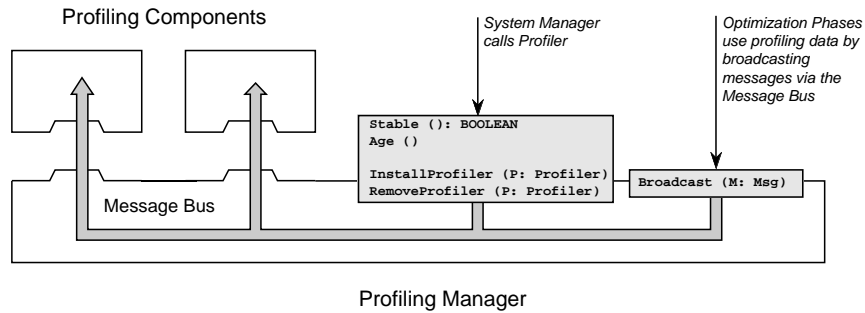 Profiling Components
System Manager
calls Profiler
Optimization Phases
use profiling data by
broadcasting
messages via the
Message Bus
Stable (): BOOLEAN
Age ()
InstallProfiler (P: Profiler)
RemoveProfiler (P: Profiler)
Broadcast (M: Msg)
Message Bus
Profiling Manager